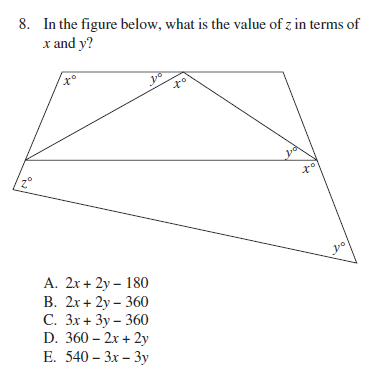 8. In the figure below, what is the value of z in terms of
x and y?
x° y° x°
y°
x°
z°
y°
A. 2x + 2y – 180
B. 2x + 2y – 360
C. 3x + 3y – 360
D. 360 – 2x + 2y
E. 540 – 3x – 3y